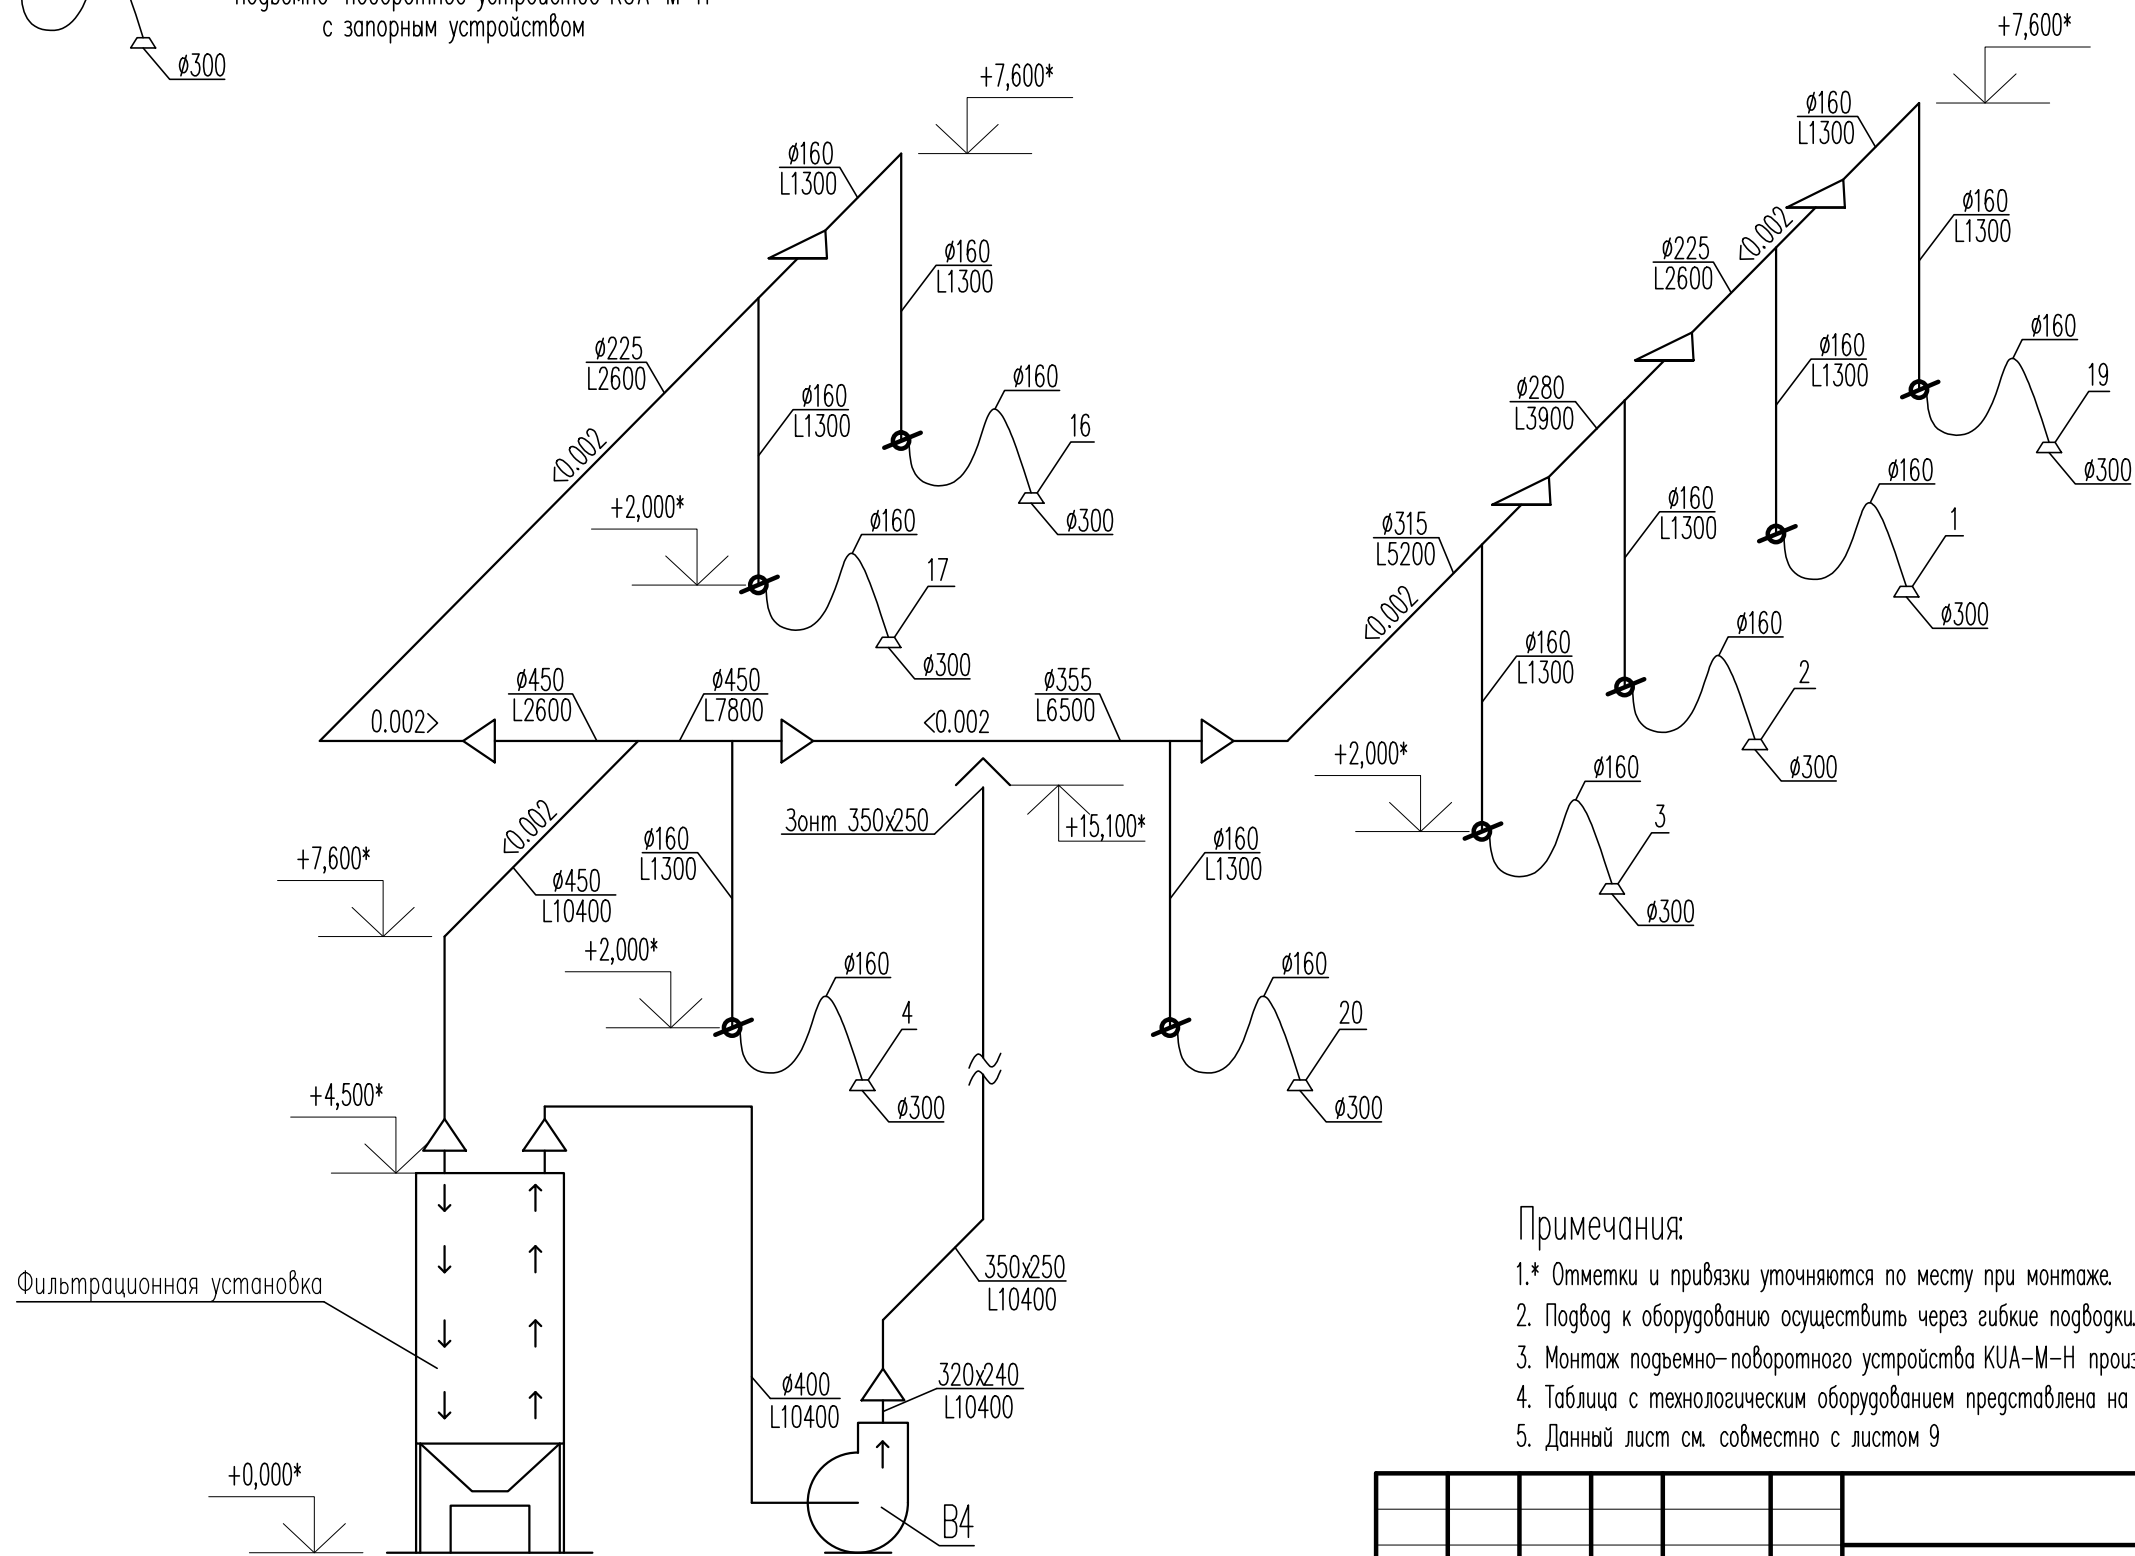 с запорным устройством
ø300
+7,600*
+7,600*
ø160
L1300
ø160
L1300
ø160
L1300
ø160
L1300
<0.002
ø225
L2600
ø225
L2600
ø160
L1300
ø160
L1300
<0.002
ø160
16
ø300
ø280
L3900
ø160
19
ø300
+2,000*
ø160
17
ø300
ø315
L5200
<0.002
ø160
L1300
ø160
1
ø300
ø160
L1300
ø160
2
ø300
0.002>
ø450
L2600
ø450
L7800
<0.002
ø355
L6500
+2,000*
ø160
3
ø300
Зонт 350х250
+15,100*
<0.002
+7,600*
ø450
L10400
ø160
L1300
ø160
L1300
+2,000*
ø160
4
ø300
ø160
20
ø300
+4,500*
Фильтрационная установка
350х250
L10400
ø400
L10400
320х240
L10400
+0,000*
В4
Примечания:
1.* Отметки и привязки уточняются по месту при монтаже.
2. Подвод к оборудованию осуществить через гибкие подводки.
3. Монтаж подъемно-поворотного устройства KUA-M-H произ
4. Таблица с технологическим оборудованием представлена на
5. Данный лист см. совместно с листом 9